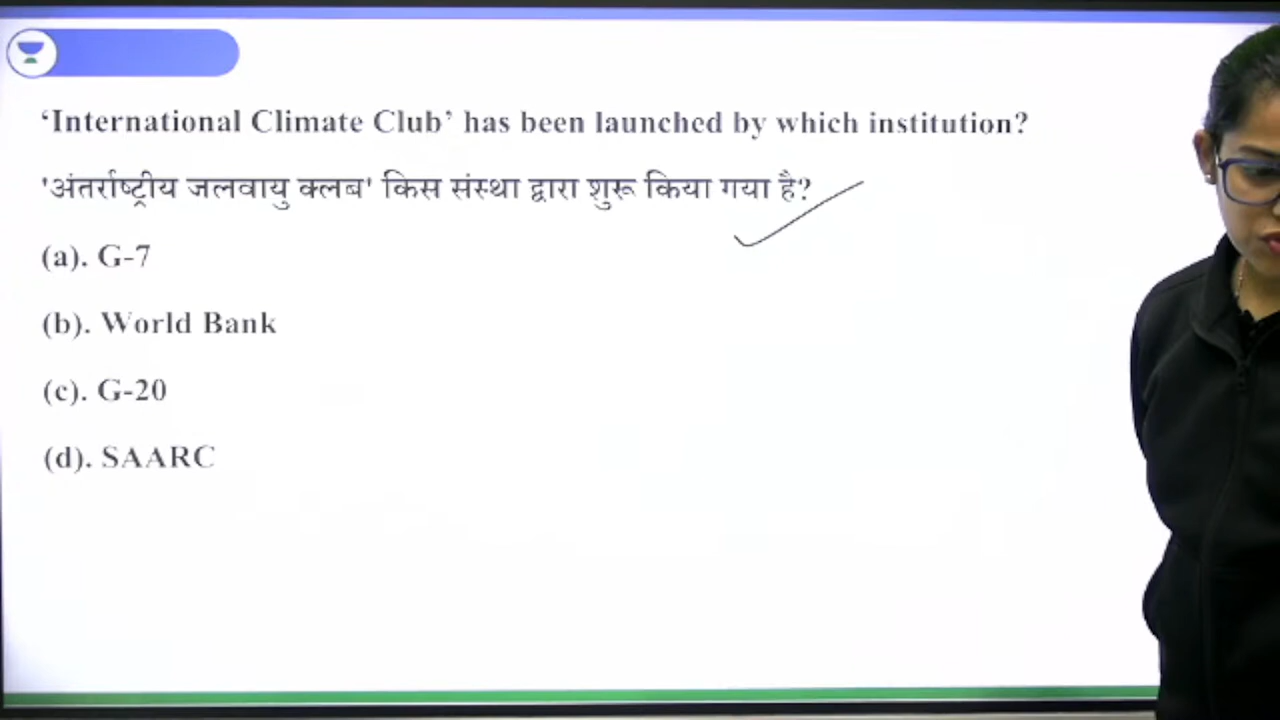 ‘International Climate Club’ has been launched by which institution?
'अंतर्राष्ट्रीय जलवायु क्लब' किस संस्था द्वारा शुरू किया गया है?
(a). G-7
(b). World Bank
(c). G-20
(d). SAARC